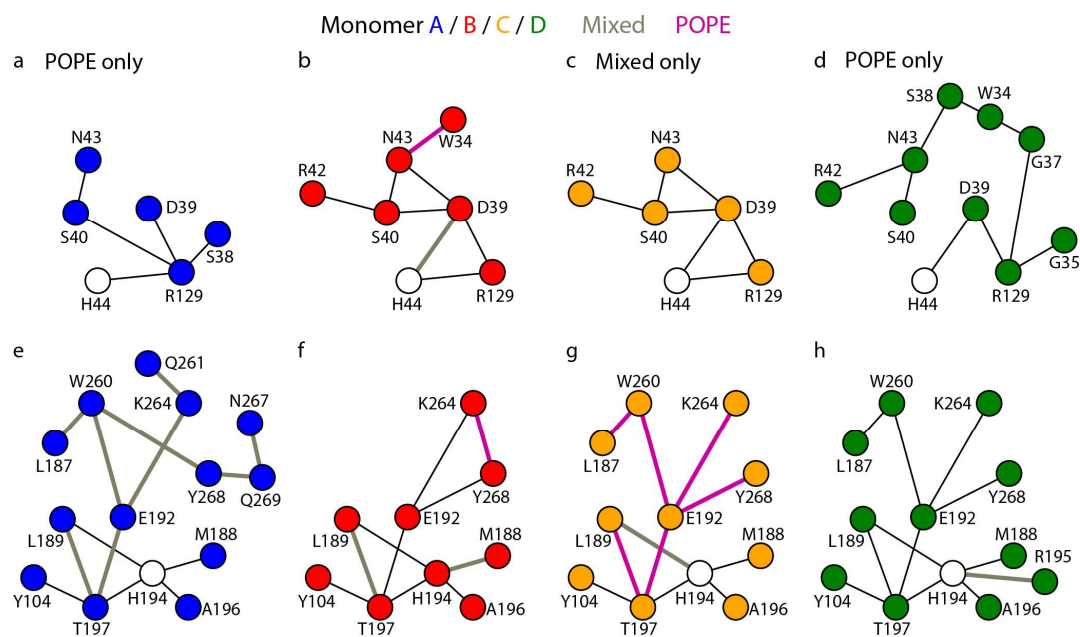 Monomer A / B / C / D Mixed POPE
a POPE only
N43
D39
S40
S38
H44
R129
b
N43
W34
R42
D39
S40
H44
R129
c Mixed only
N43
R42
D39
S40
H44
R129
d POPE only
S38
W34
N43
G37
R42
D39
S40
G35
H44
R129
e
Q261
W260
K264
N267
L187
Y268
Q269
E192
L189
M188
Y104
H194
A196
T197
f
K264
Y268
E192
L189
M188
Y104
H194
A196
T197
g
W260
K264
L187
Y268
E192
L189
M188
Y104
H194
A196
T197
h
W260
K264
L187
Y268
E192
L189
M188
R195
Y104
H194
A196
T197